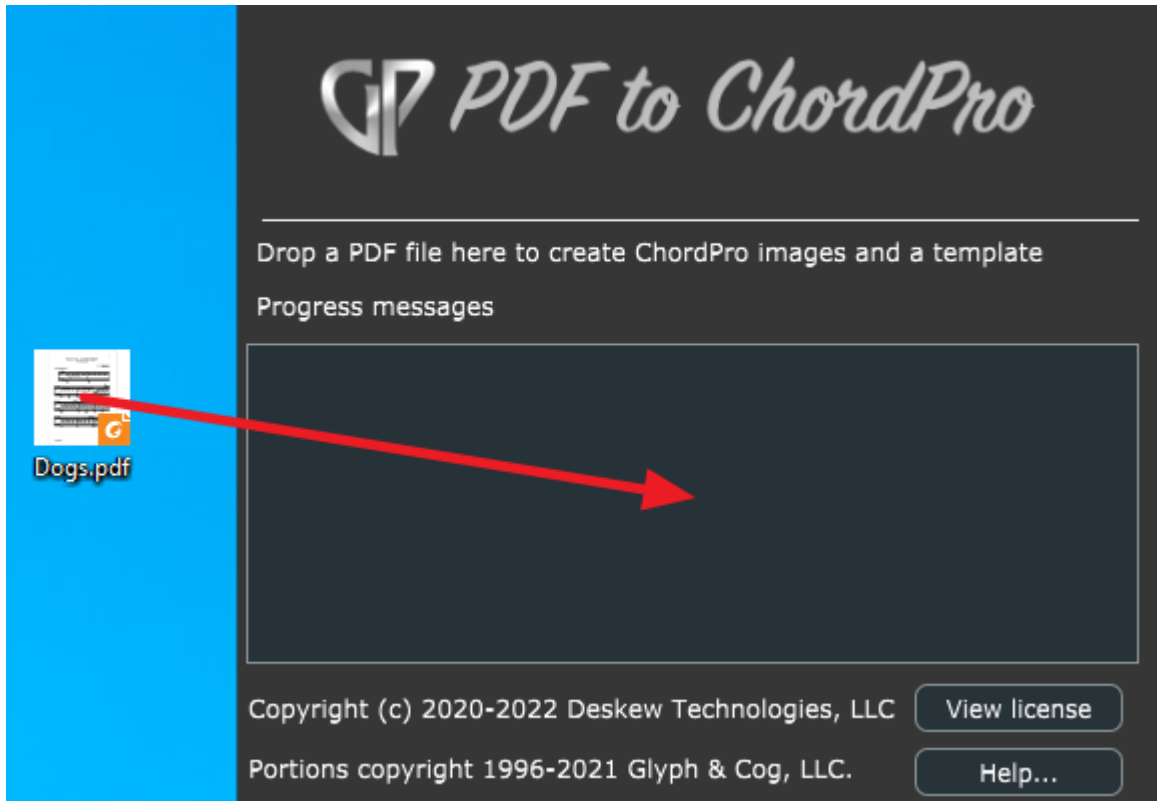 GP PDF to ChordPro
Drop a PDF file here to create ChordPro images and a template
Progress messages
Dogs.pdf
Copyright (c) 2020-2022 Deskew Technologies, LLC
View license
Portions copyright 1996-2021 Glyph & Cog, LLC.
Help...